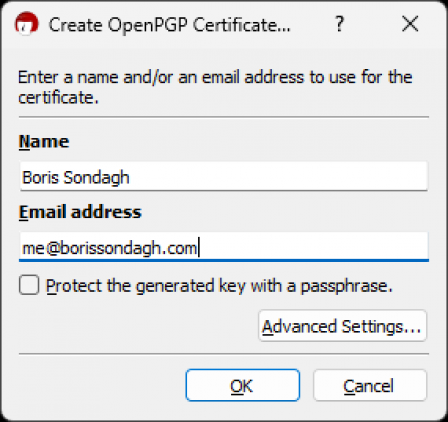 Create OpenPGP Certificate...
?
Enter a name and/or an email address to use for the
certificate.
Name
Boris Sondagh
Email address
me@borissondagh.com
Protect the generated key with a passphrase.
Advanced Settings...
OK
Cancel